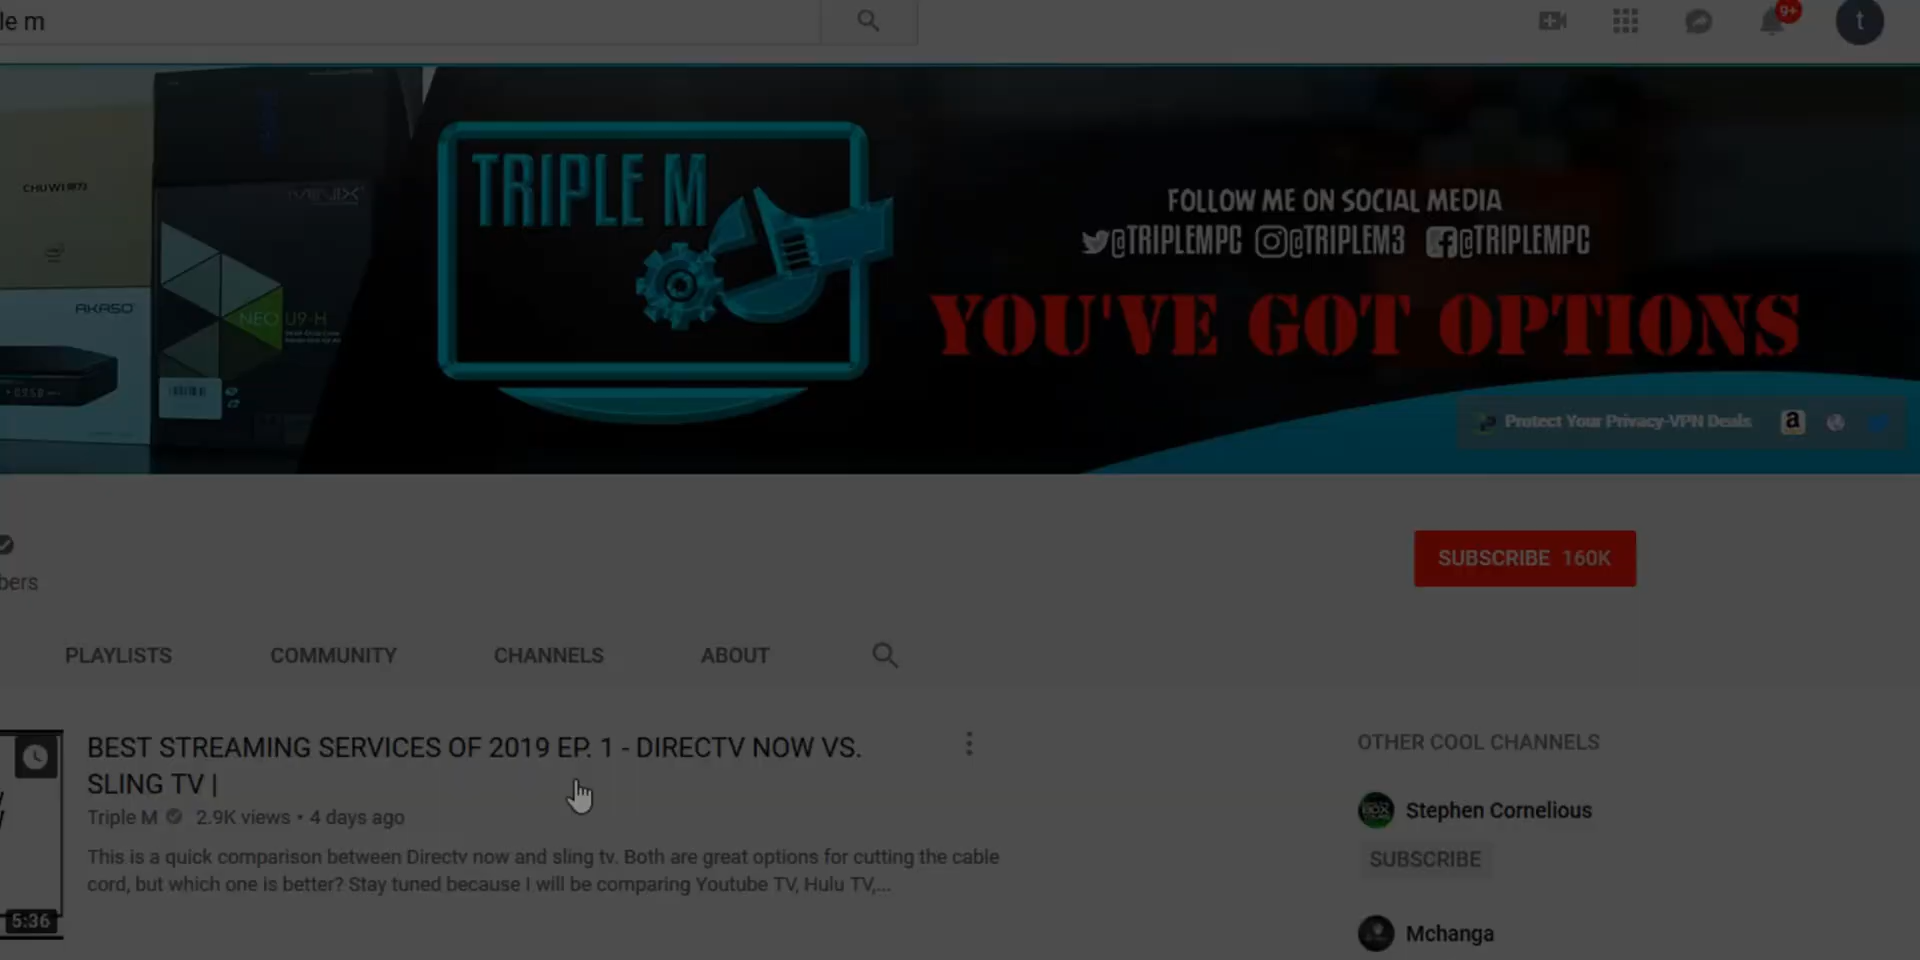 le m
9+
t
CHUWI
MINIX
AKASO
NEO U9-H
TRIPLE M
FOLLOW ME ON SOCIAL MEDIA
@TRIPLEMPC @TRIPLEM3 @TRIPLEMPC
YOU'VE GOT OPTIONS
Protect Your Privacy-VPN Deals
bers
SUBSCRIBE 160K
PLAYLISTS COMMUNITY CHANNELS ABOUT
BEST STREAMING SERVICES OF 2019 EP. 1 - DIRECTV NOW VS.
SLING TV |
Triple M 2.9K views • 4 days ago
This is a quick comparison between Directv now and sling tv. Both are great options for cutting the cable
cord, but which one is better? Stay tuned because I will be comparing Youtube TV, Hulu TV,...
5:36
OTHER COOL CHANNELS
Stephen Cornelious
SUBSCRIBE
Mchanga